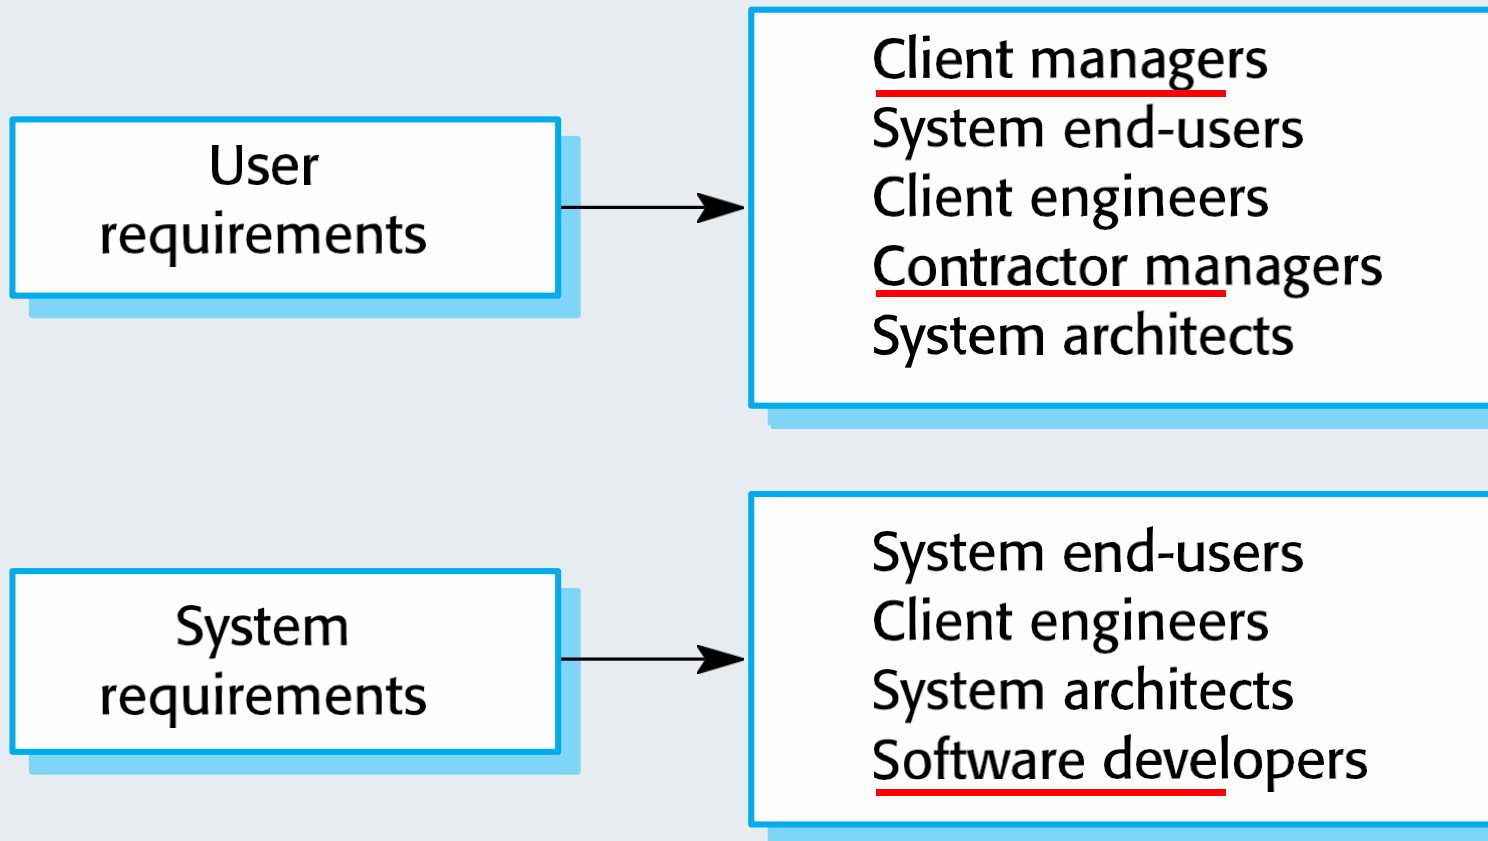 User
requirements
Client managers
System end-users
Client engineers
Contractor managers
System architects
System
requirements
System end-users
Client engineers
System architects
Software developers